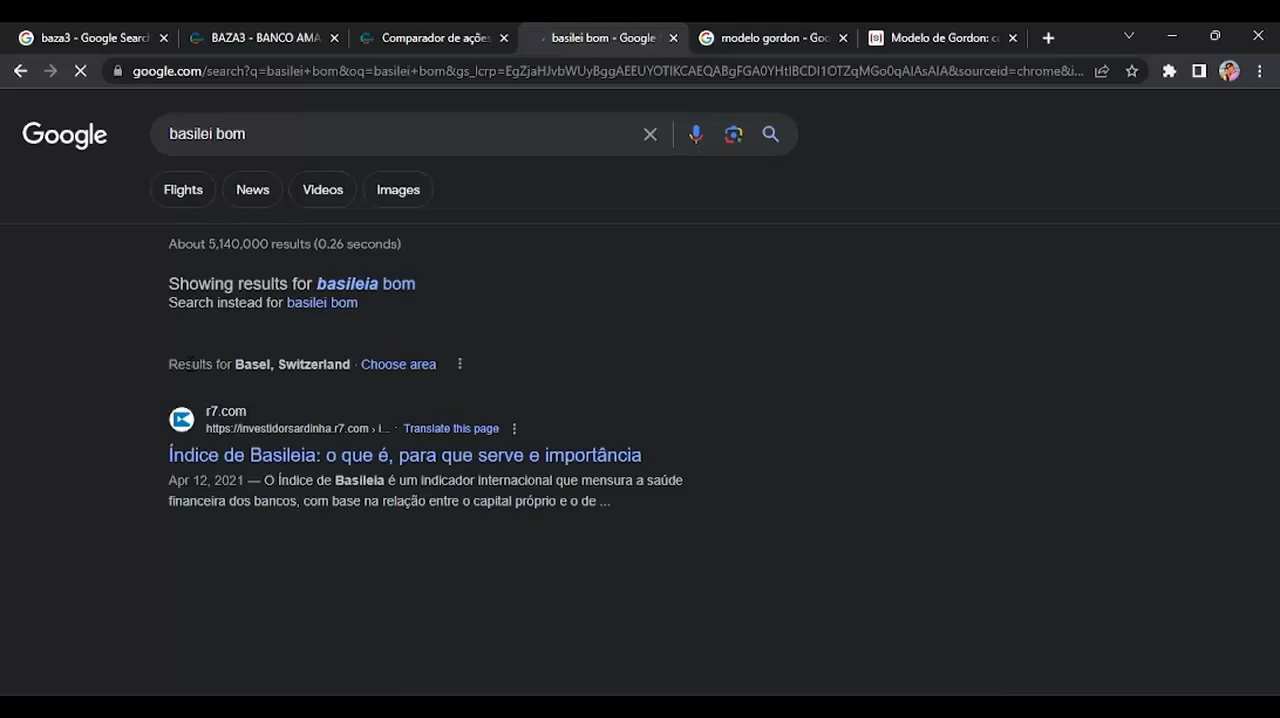 baza3 - Google Search
BAZA3 - BANCO AMA
Comparador de ações
basilei bom - Google
modelo gordon - Goo
Modelo de Gordon: c
google.com/search?q=basilei+bom&oq=basilei+bom&gs_lcrp=EgZjaHJvbWUyBggAEEUYOTIKCAEQABgFGA0YHtIBCDI1OTZqMGo0qAIAsAIA&sourceid=chrome&i...
Google
basilei bom
Flights
News
Videos
Images
About 5,140,000 results (0.26 seconds)
Showing results for basileia bom
Search instead for basilei bom
Results for Basel, Switzerland · Choose area
r7.com
https://investidorsardinha.r7.com › i... · Translate this page
Índice de Basileia: o que é, para que serve e importância
Apr 12, 2021 — O Índice de Basileia é um indicador internacional que mensura a saúde
financeira dos bancos, com base na relação entre o capital próprio e o de ...